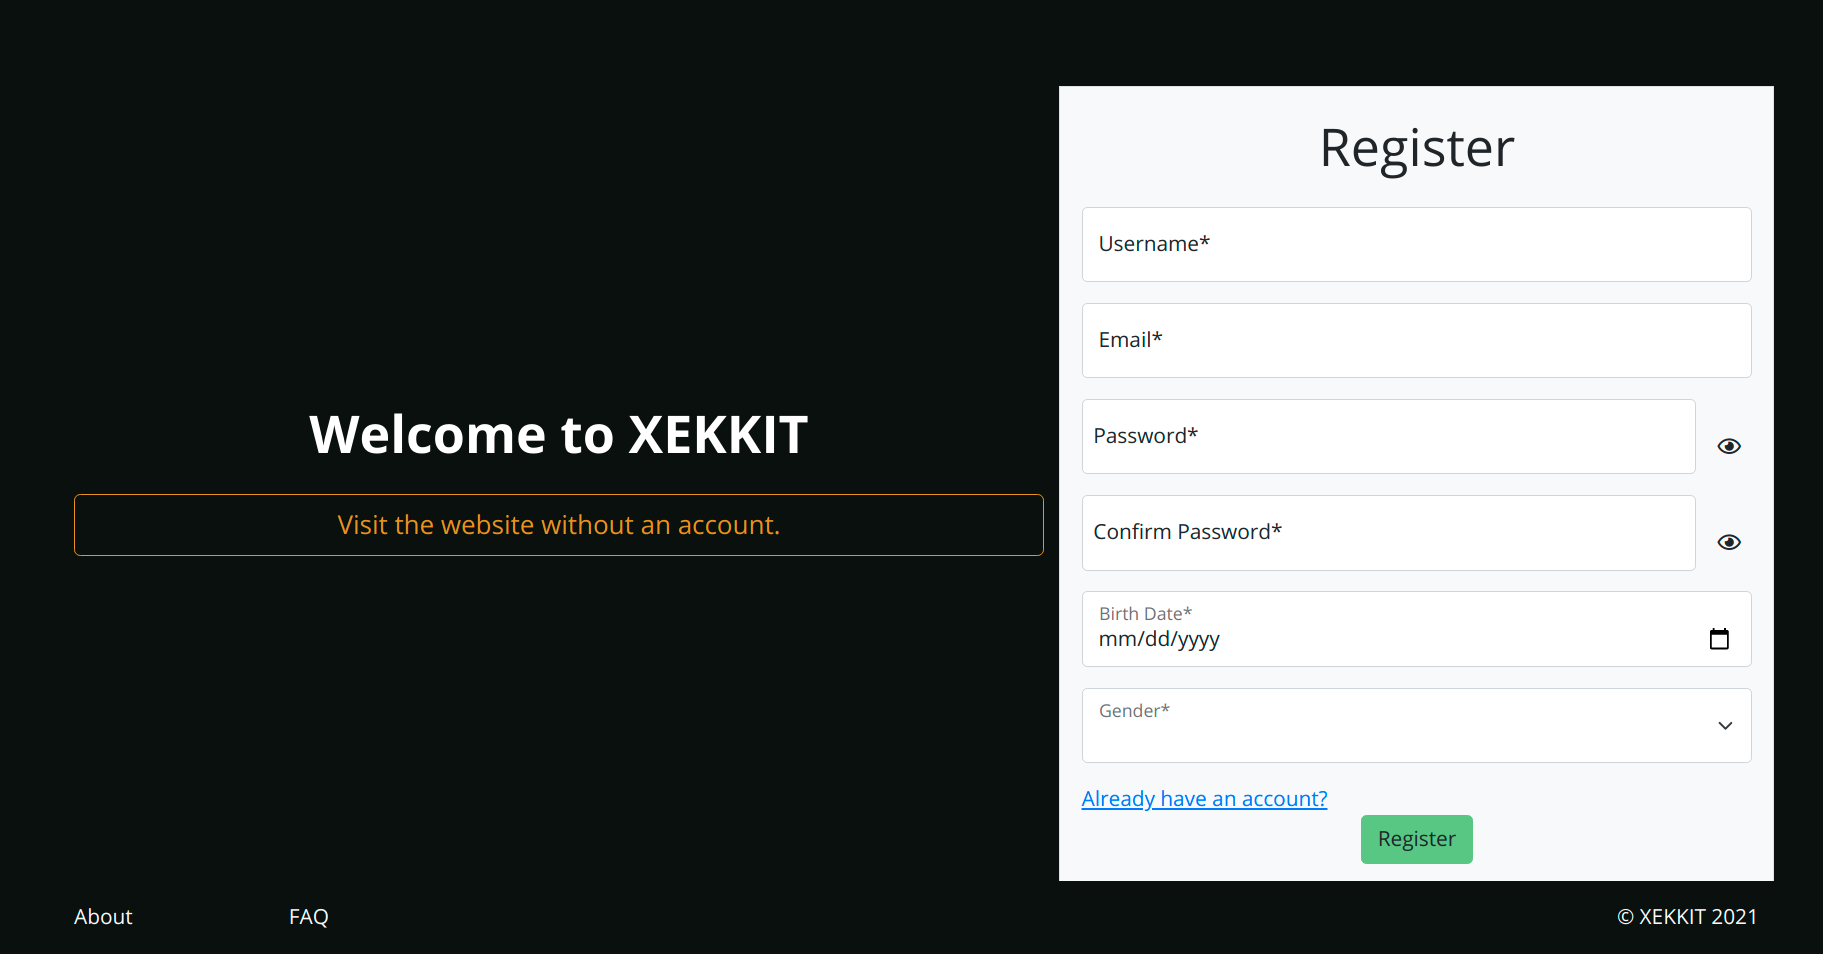 Welcome to XEKKIT
Visit the website without an account.
Register
Username*
Email*
Password*
Confirm Password*
Birth Date*
mm/dd/yyyy
Gender*
Already have an account?
Register
About
FAQ
© XEKKIT 2021